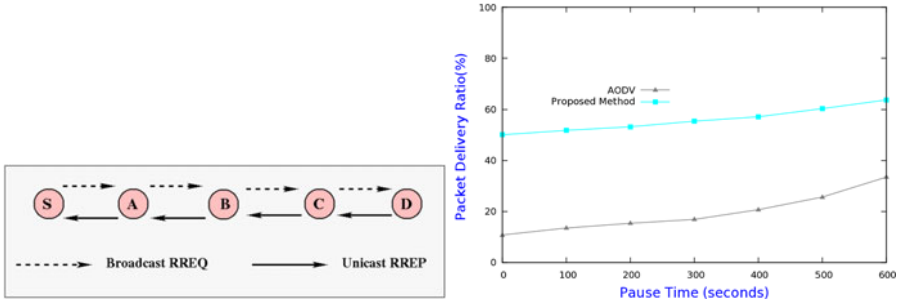 S A B C D
Broadcast RREQ Unicast RREP
100
80
60
40
20
0
Packet Delivery Ratio(%)
AODV
Proposed Method
0 100 200 300 400 500 600
Pause Time (seconds)